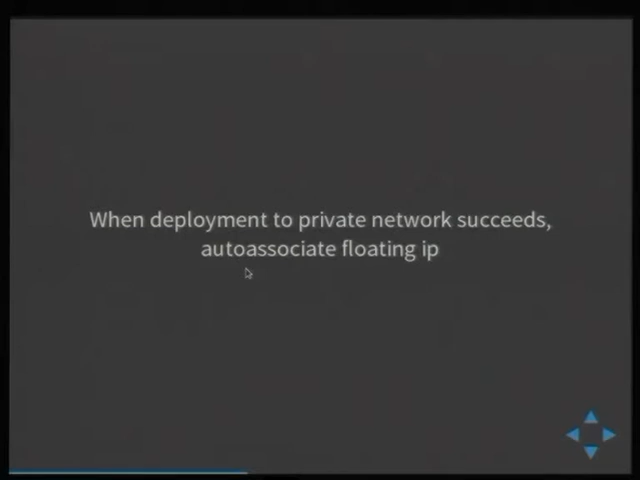 When deployment to private network succeeds,
autoassociate floating ip